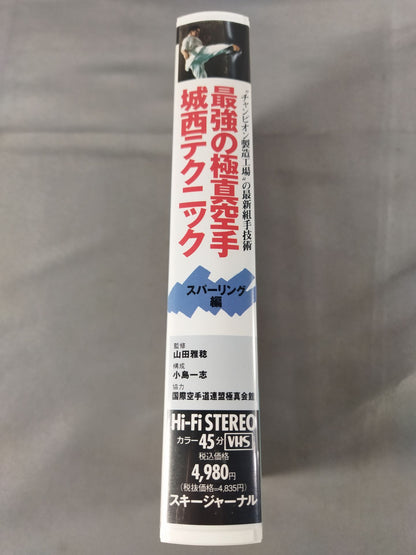 "チャンピオン製造工場"の最新組手技術
最強の極真空手
城西テクニック
スパーリング
編
監修
山田雅稔
構成
小島一志
協力
国際空手道連盟極真会館
Hi-Fi STEREO
カラー45分 VHS
税込価格
4,980円
(税抜価格=4,835円)
スキージャーナル